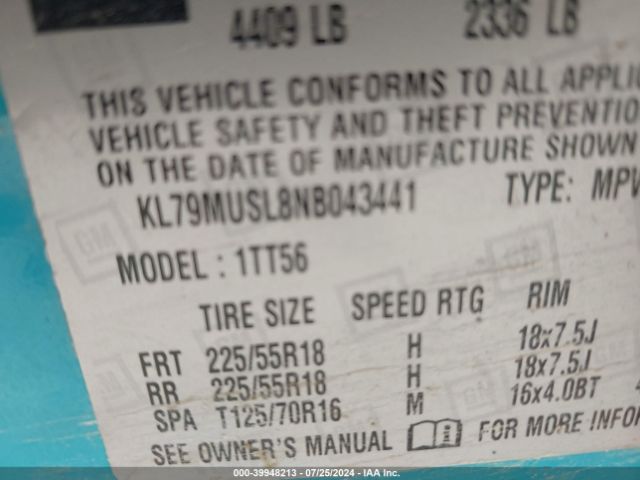 4409 LB 2336 LB
THIS VEHICLE CONFORMS TO ALL APPLI
VEHICLE SAFETY AND THEFT PREVENTIO
ON THE DATE OF MANUFACTURE SHOWN
KL79MUSL8NB043441 TYPE: MPV
MODEL : 1TT56
TIRE SIZE SPEED RTG RIM
FRT 225/55R18 H 18x7.5J
RR 225/55R18 H 18x7.5J
SPA T125/70R16 M 16x4.0BT
SEE OWNER'S MANUAL FOR MORE INFOR
000-39948213 - 07/25/2024 - IAA Inc.